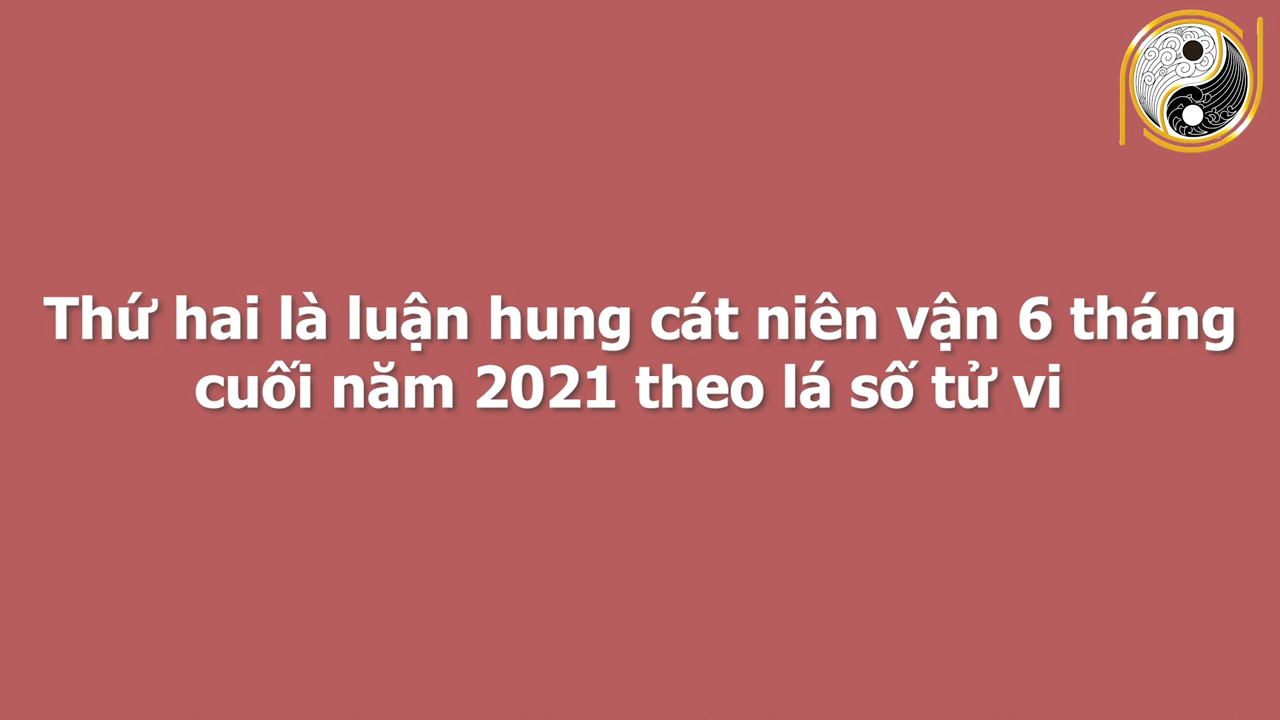 Thứ hai là luận hung cát niên vận 6 tháng
cuối năm 2021 theo lá số tử vi